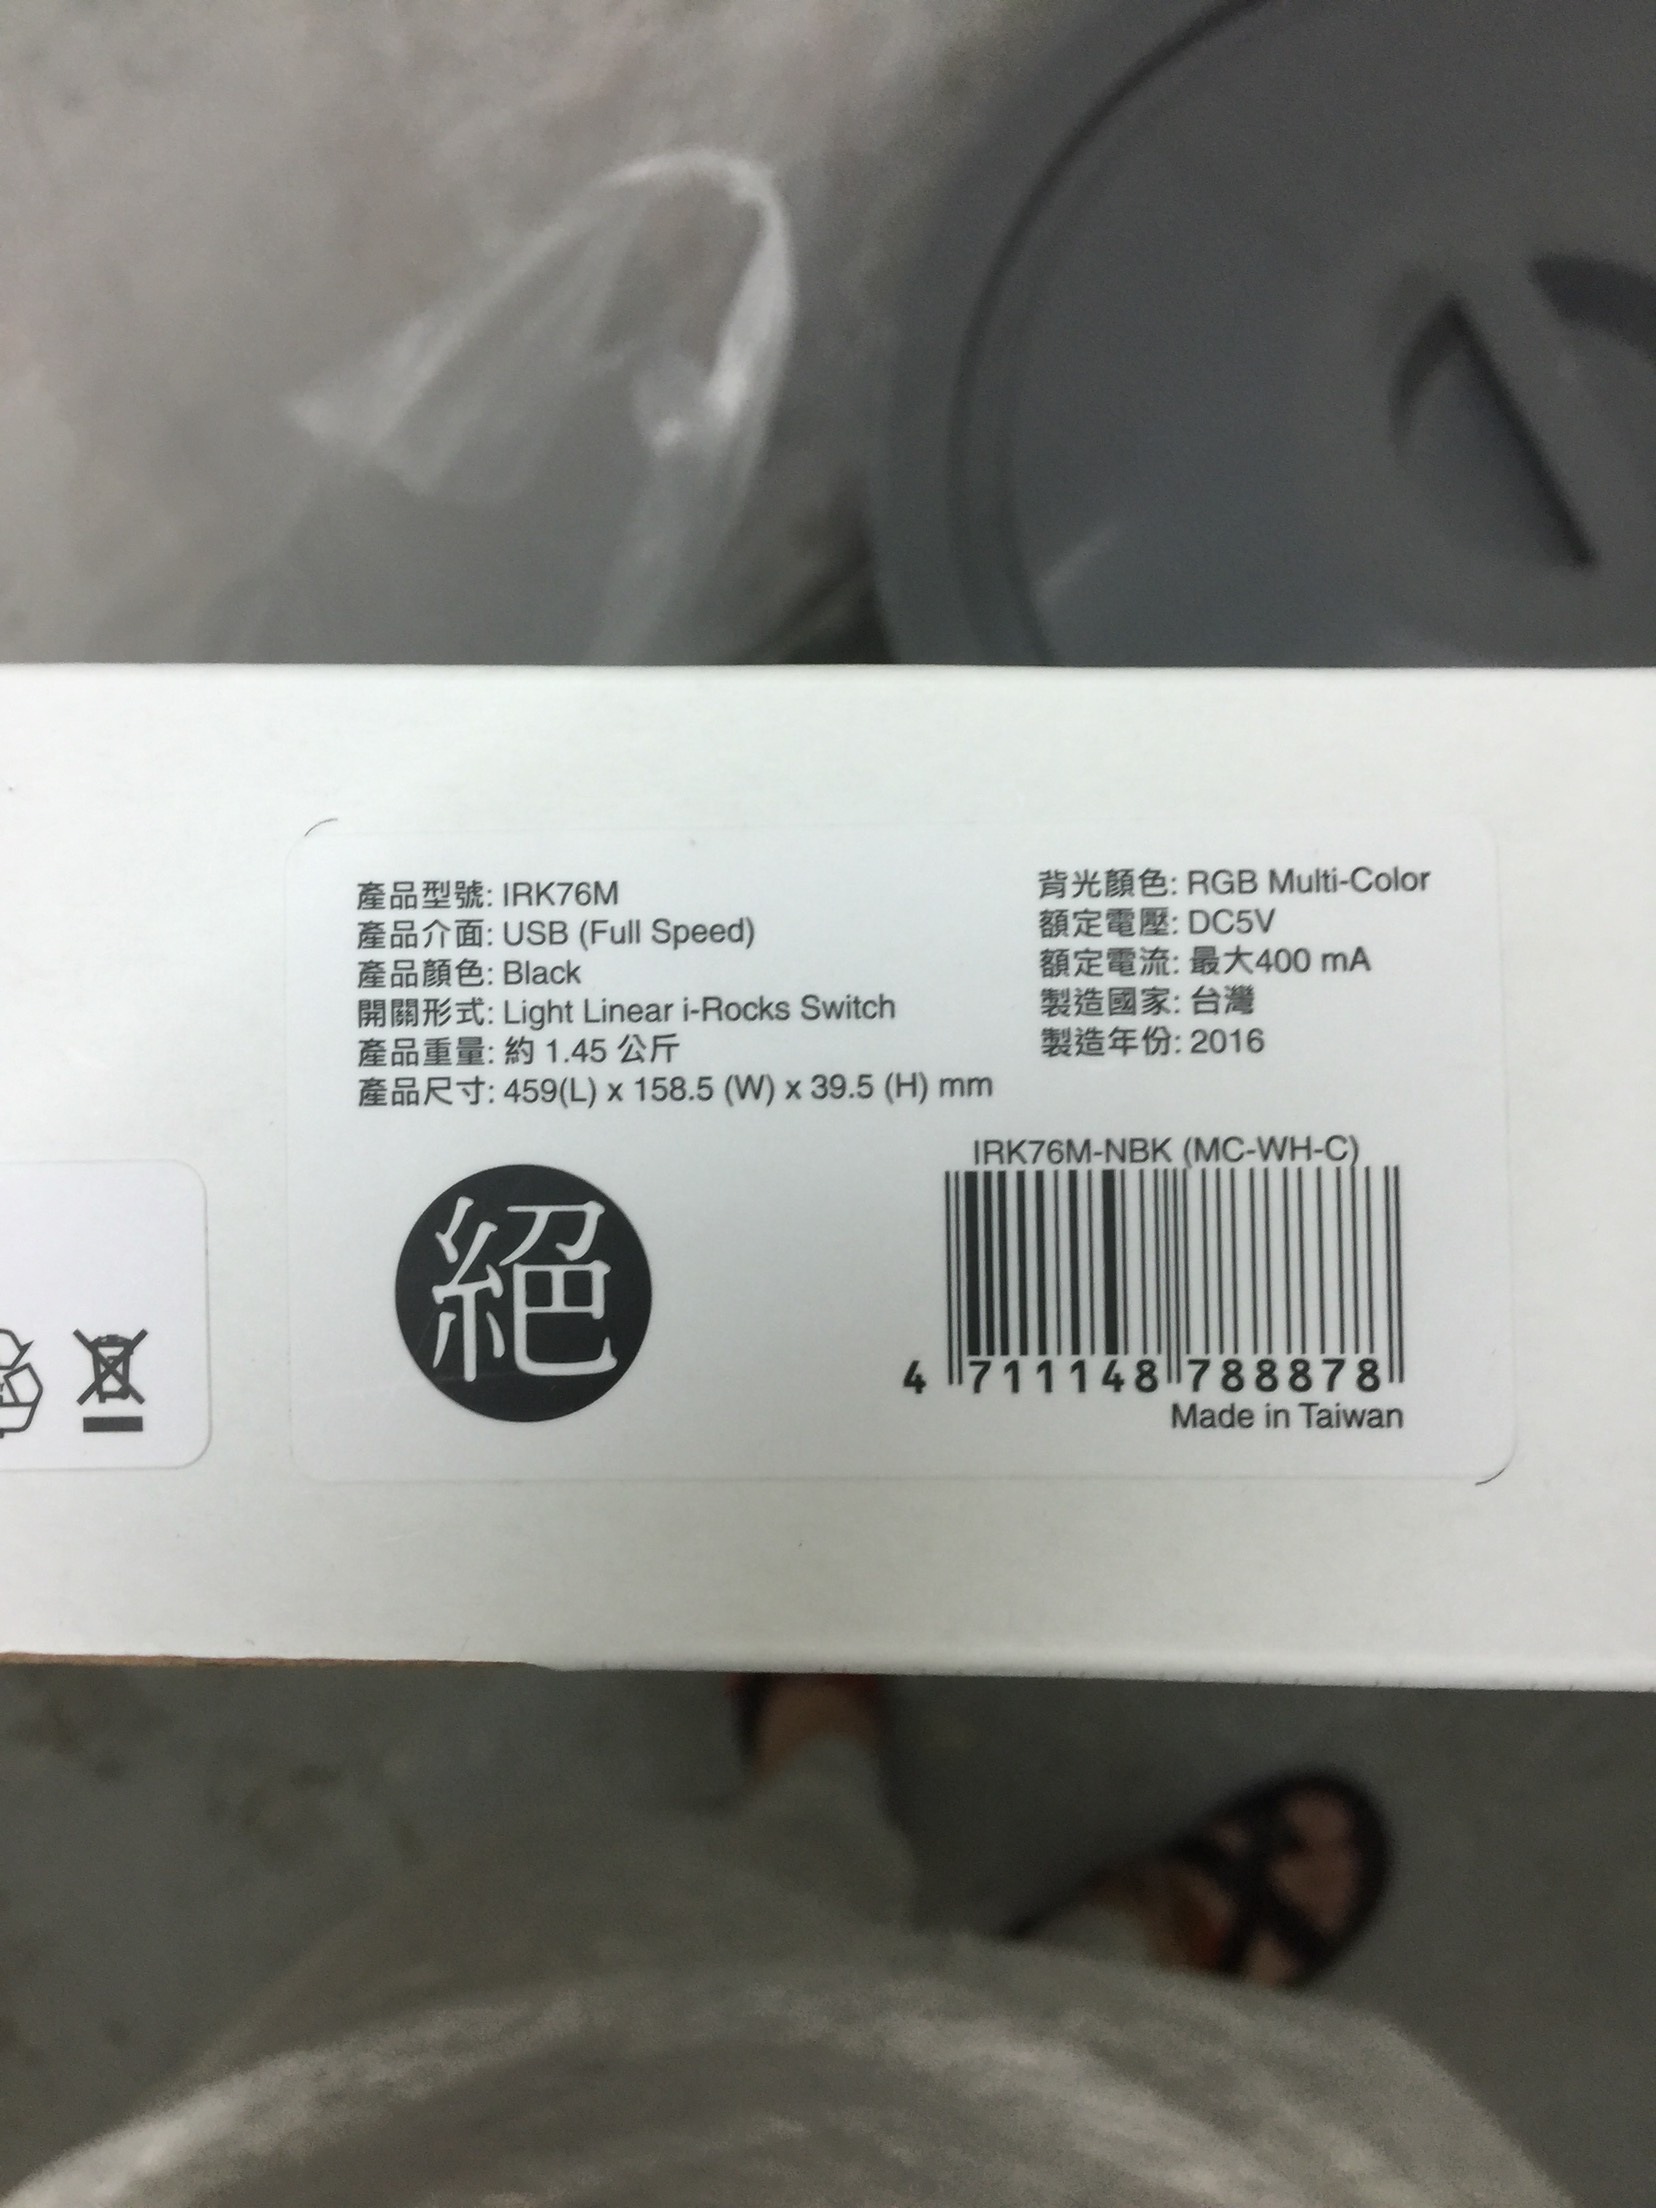 產品型號: IRK76M
產品介面: USB (Full Speed)
產品顏色: Black
開關形式: Light Linear i-Rocks Switch
產品重量: 約 1.45 公斤
產品尺寸: 459(L) x 158.5 (W) x 39.5 (H) mm
背光顏色: RGB Multi-Color
額定電壓: DC5V
額定電流: 最大400 mA
製造國家: 台灣
製造年份: 2016
絕
IRK76M-NBK (MC-WH-C)
4 711148 788878
Made in Taiwan